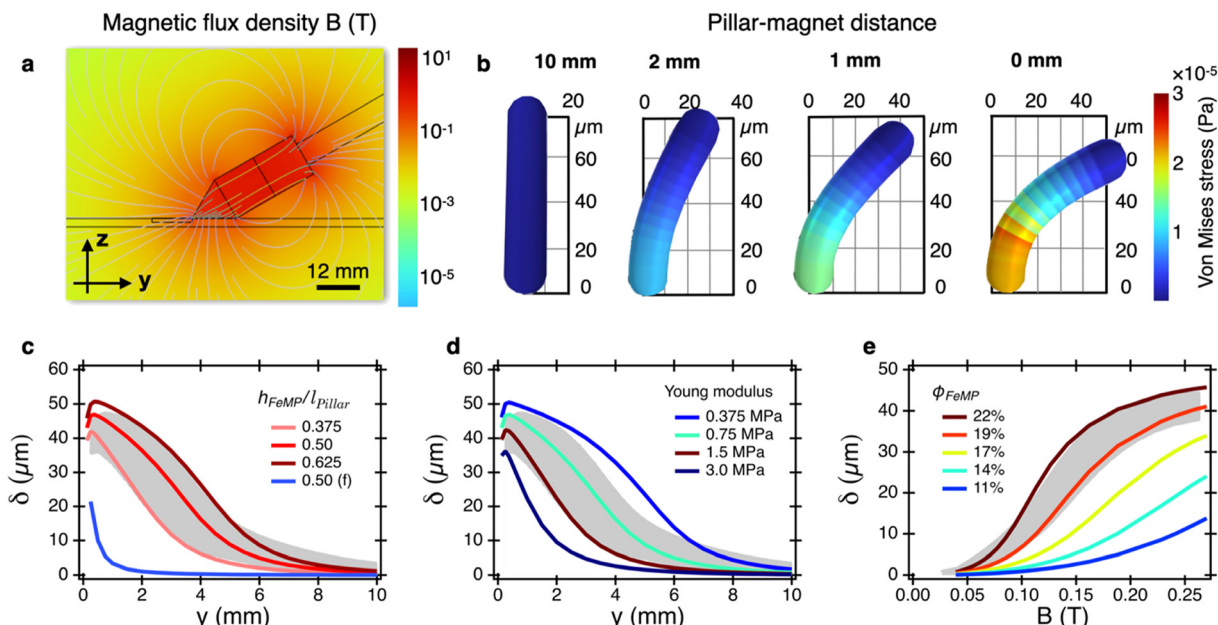 Magnetic flux density B (T)
Pillar-magnet distance
a
10¹
10⁻¹
10⁻³
10⁻⁵
z
y
12 mm
b
10 mm
2 mm
1 mm
0 mm
20
0 20 40
0 20 40
0 20 40
µm
µm
µm
µm
60
60
60
60
40
40
40
40
20
20
20
20
0
0
0
0
×10⁻⁵
3
2
1
Von Mises stress (Pa)
c
60
50
40
30
20
10
0
δ (µm)
0 2 4 6 8 10
y (mm)
h_FeMP/l_Pillar
0.375
0.50
0.625
0.50 (f)
d
60
50
40
30
20
10
0
δ (µm)
0 2 4 6 8 10
y (mm)
Young modulus
0.375 MPa
0.75 MPa
1.5 MPa
3.0 MPa
e
50
40
30
20
10
0
δ (µm)
0.00 0.05 0.10 0.15 0.20 0.25
B (T)
ϕ_FeMP
22%
19%
17%
14%
11%